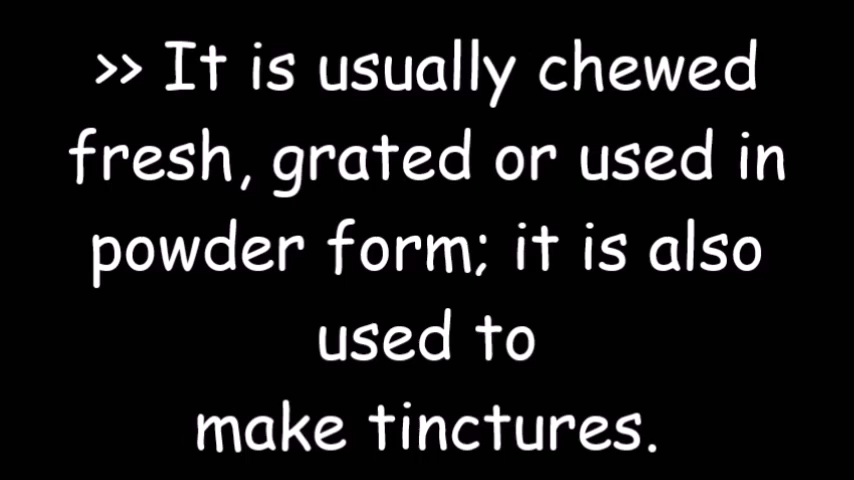 >> It is usually chewed
fresh, grated or used in
powder form; it is also
used to
make tinctures.